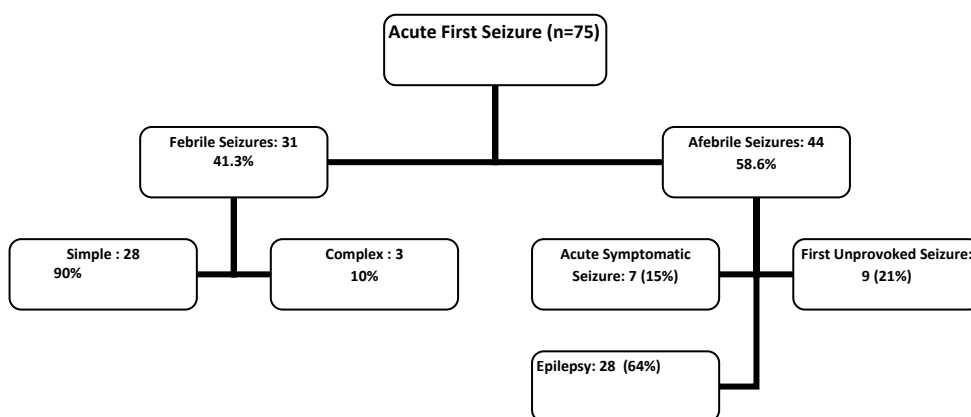 Acute First Seizure (n=75)
Febrile Seizures: 31
41.3%
Afebrile Seizures: 44
58.6%
Simple : 28
90%
Complex : 3
10%
Acute Symptomatic
Seizure: 7 (15%)
First Unprovoked Seizure:
9 (21%)
Epilepsy: 28 (64%)